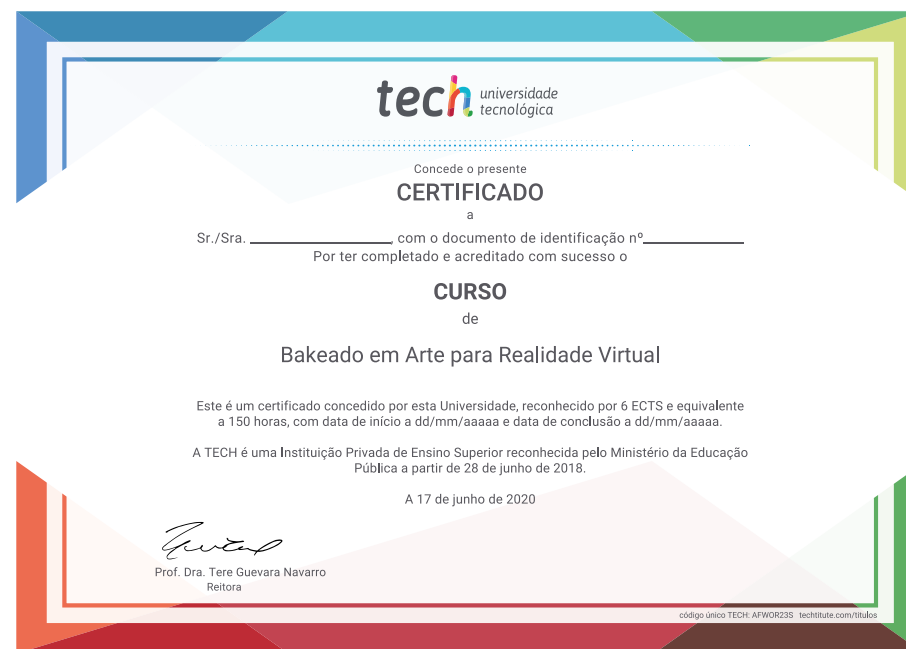 tech universidade
tecnológica
Concede o presente
CERTIFICADO
a
Sr./Sra. ____________________, com o documento de identificação nº______________
Por ter completado e acreditado com sucesso o
CURSO
de
Bakeado em Arte para Realidade Virtual
Este é um certificado concedido por esta Universidade, reconhecido por 6 ECTS e equivalente
a 150 horas, com data de início a dd/mm/aaaaa e data de conclusão a dd/mm/aaaaa.
A TECH é uma Instituição Privada de Ensino Superior reconhecida pelo Ministério da Educação
Pública a partir de 28 de junho de 2018.
A 17 de junho de 2020
Prof. Dra. Tere Guevara Navarro
Reitora
código único TECH: AFWOR23S techtitute.com/titulos